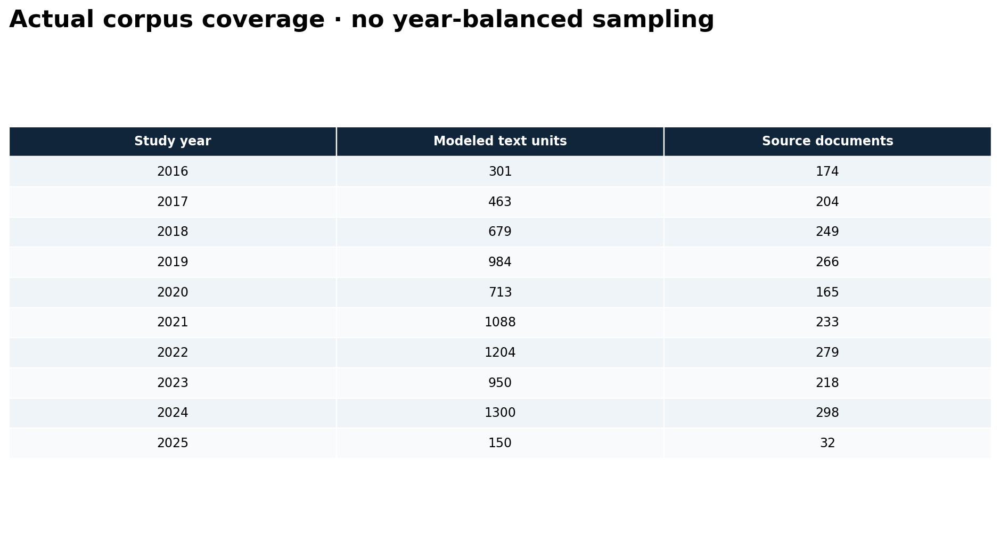 Actual corpus coverage · no year-balanced sampling
Study year Modeled text units Source documents
2016 301 174
2017 463 204
2018 679 249
2019 984 266
2020 713 165
2021 1088 233
2022 1204 279
2023 950 218
2024 1300 298
2025 150 32